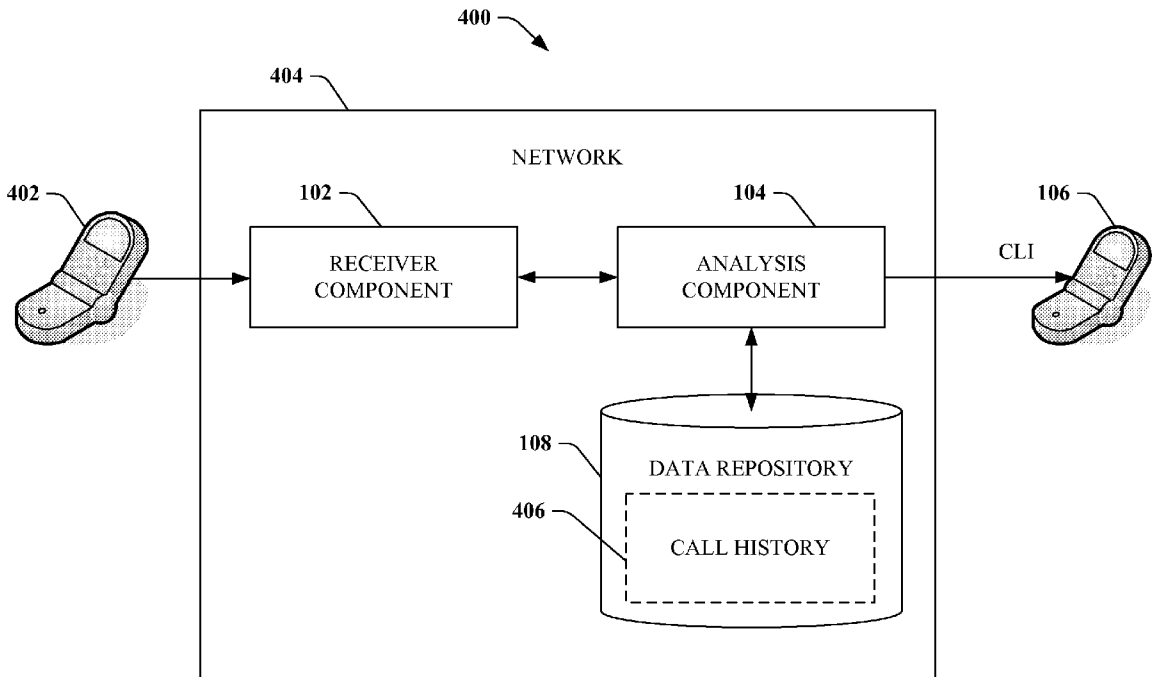 400
404
NETWORK
402
102
104
106
RECEIVER
COMPONENT
ANALYSIS
COMPONENT
CLI
108
DATA REPOSITORY
406
CALL HISTORY